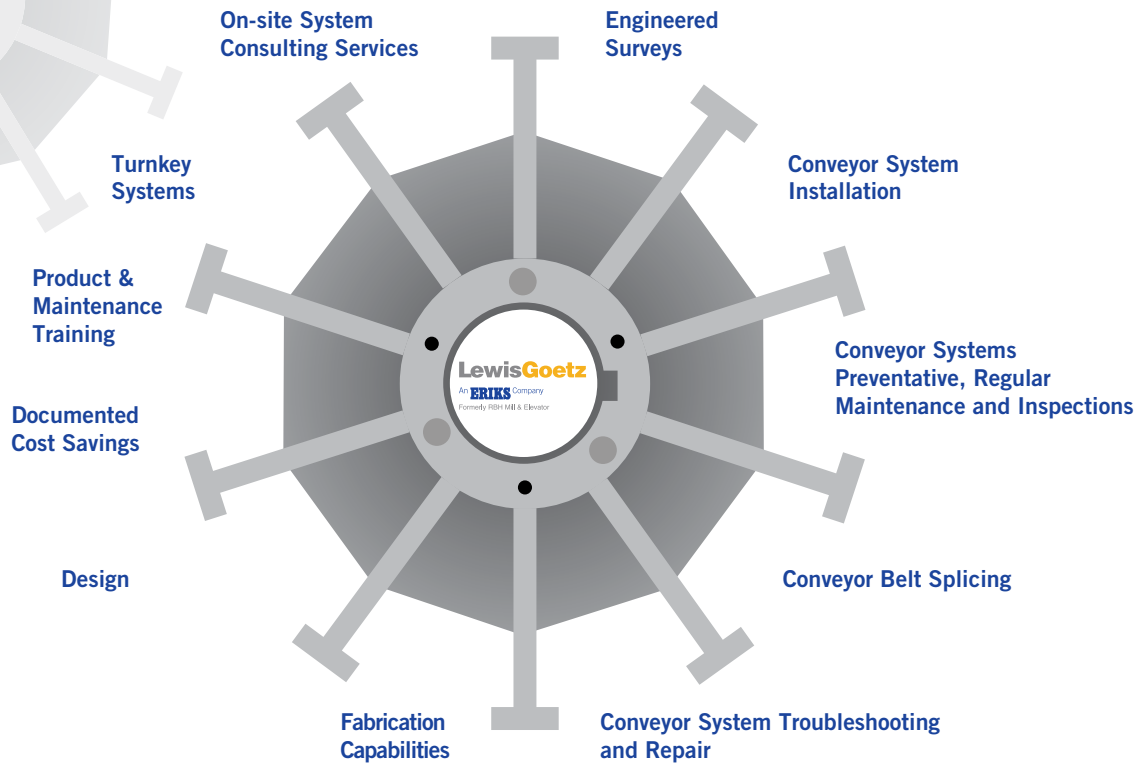 On-site System
Consulting Services
Engineered
Surveys
Turnkey
Systems
Conveyor System
Installation
Product &
Maintenance
Training
Conveyor Systems
Preventative, Regular
Maintenance and Inspections
LewisGoetz
An ERIKS Company
Formerly RBH Mill & Elevator
Documented
Cost Savings
Design
Conveyor Belt Splicing
Fabrication
Capabilities
Conveyor System Troubleshooting
and Repair